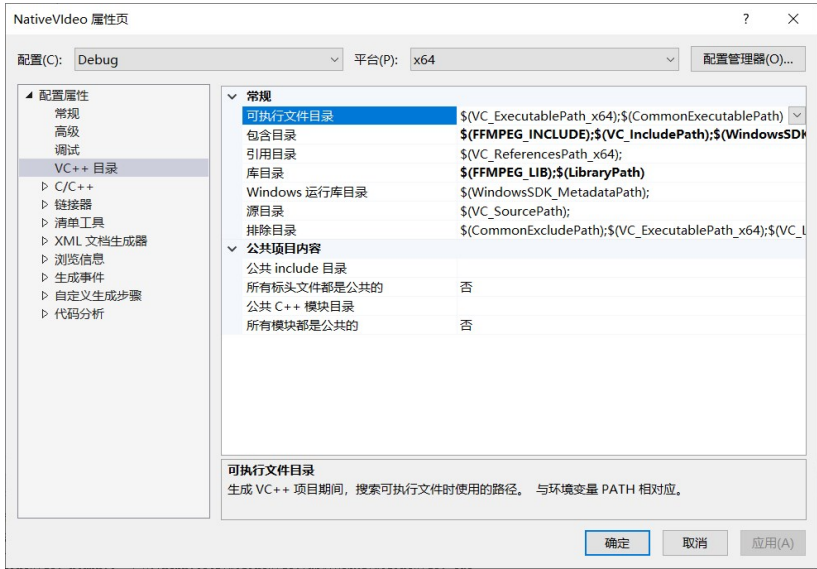 NativeVIdeo 属性页
?
×
配置(C): Debug 平台(P): x64 配置管理器(O)...
配置属性
常规
高级
调试
VC++ 目录
C/C++
链接器
清单工具
XML 文档生成器
浏览信息
生成事件
自定义生成步骤
代码分析
常规
可执行文件目录 $(VC_ExecutablePath_x64);$(CommonExecutablePath)
包含目录 $(FFMPEG_INCLUDE);$(VC_IncludePath);$(WindowsSDK
引用目录 $(VC_ReferencesPath_x64);
库目录 $(FFMPEG_LIB);$(LibraryPath)
Windows 运行库目录 $(WindowsSDK_MetadataPath);
源目录 $(VC_SourcePath);
排除目录 $(CommonExcludePath);$(VC_ExecutablePath_x64);$(VC_L
公共项目内容
公共 include 目录
所有标头文件都是公共的 否
公共 C++ 模块目录
所有模块都是公共的 否
可执行文件目录
生成 VC++ 项目期间，搜索可执行文件时使用的路径。 与环境变量 PATH 相对应。
确定 取消 应用(A)